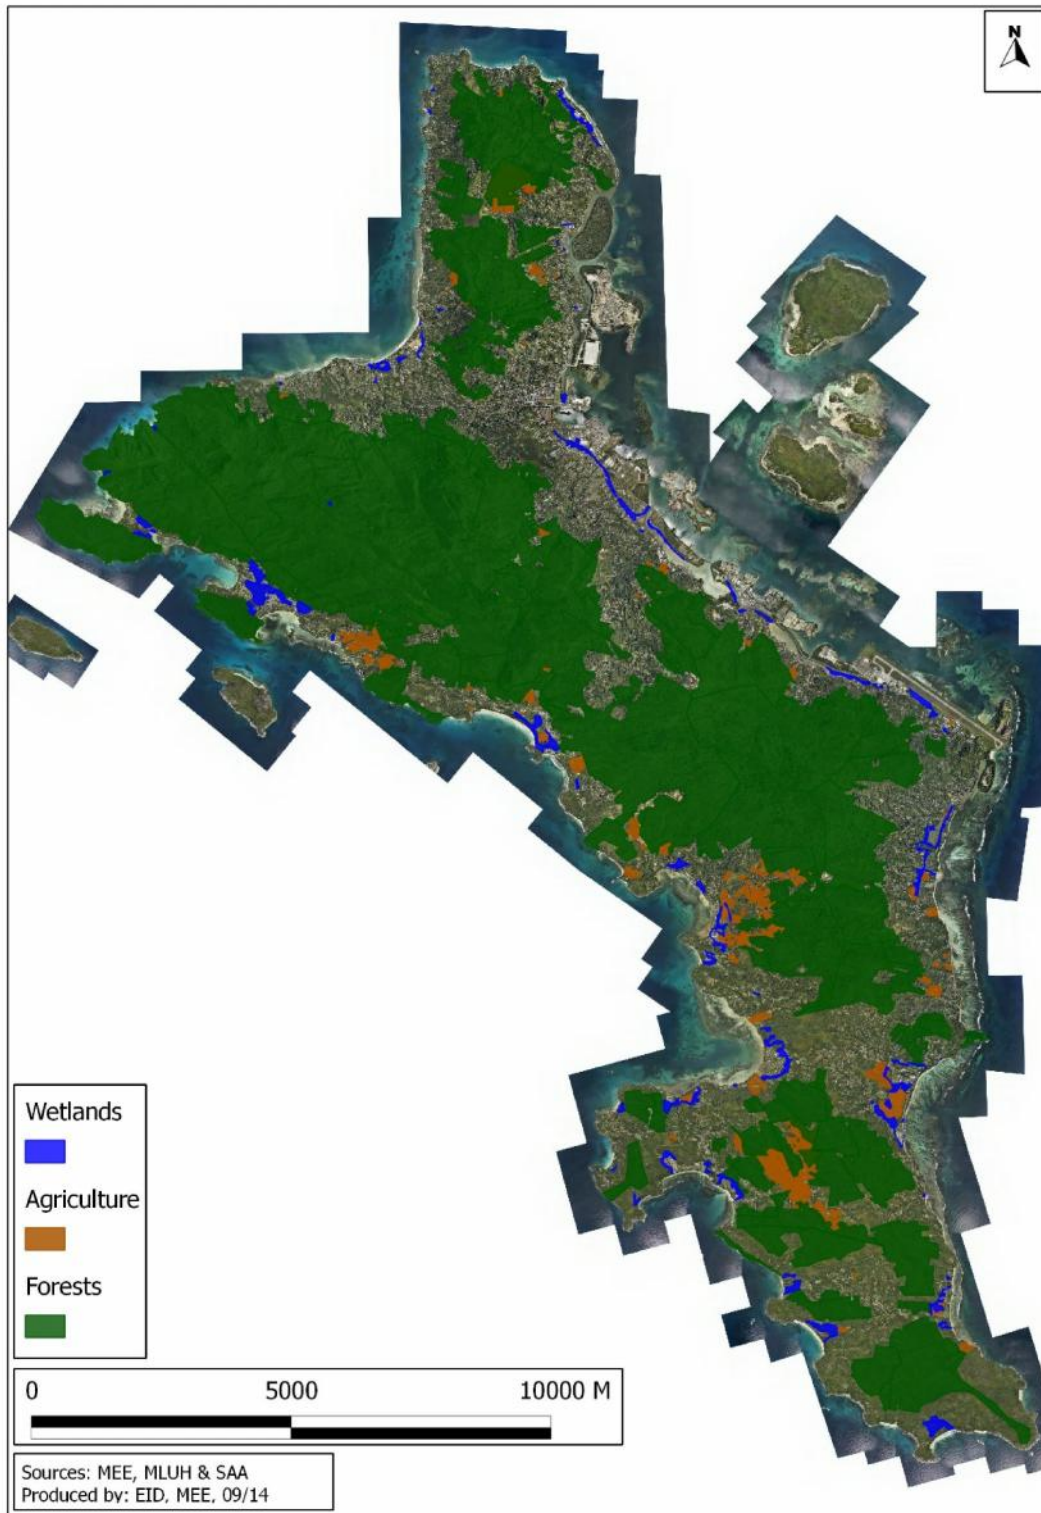 N
Wetlands
Agriculture
Forests
0 5000 10000 M
Sources: MEE, MLUH & SAA
Produced by: EID, MEE, 09/14